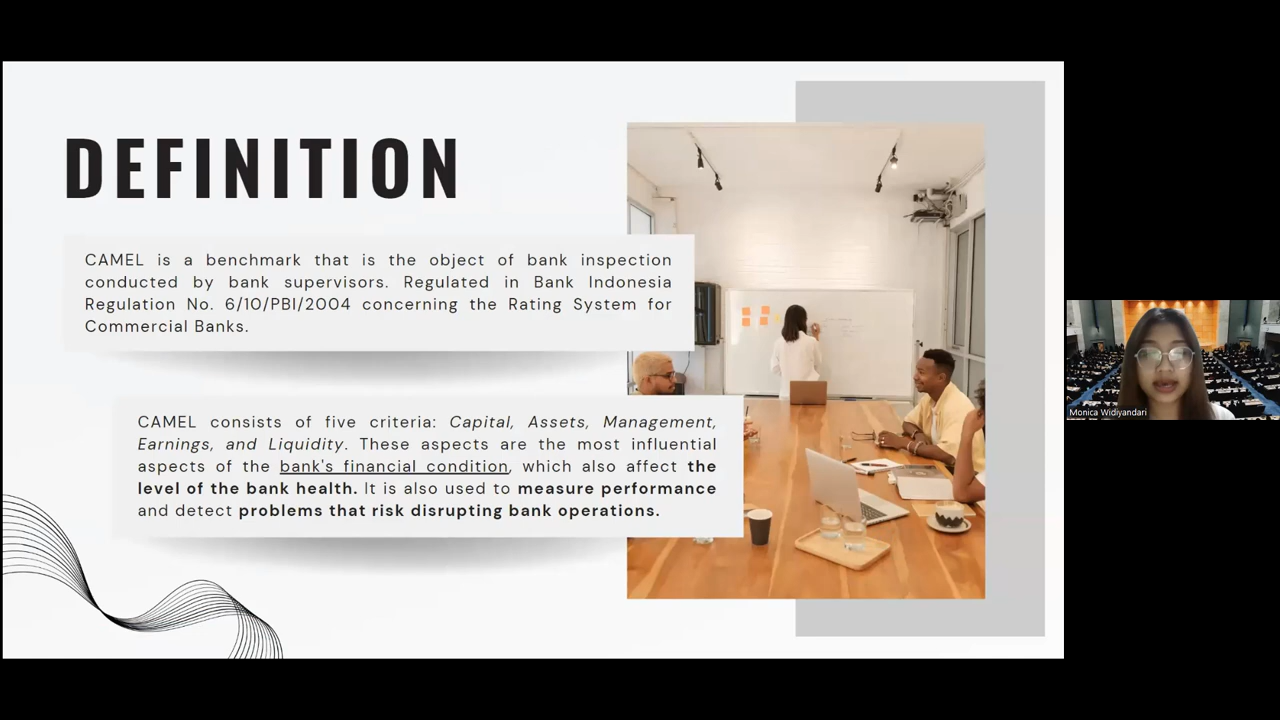 DEFINITION
CAMEL is a benchmark that is the object of bank inspection
conducted by bank supervisors. Regulated in Bank Indonesia
Regulation No. 6/10/PBI/2004 concerning the Rating System for
Commercial Banks.
CAMEL consists of five criteria: Capital, Assets, Management,
Earnings, and Liquidity. These aspects are the most influential
aspects of the bank's financial condition, which also affect the
level of the bank health. It is also used to measure performance
and detect problems that risk disrupting bank operations.
Monica Widiyandari